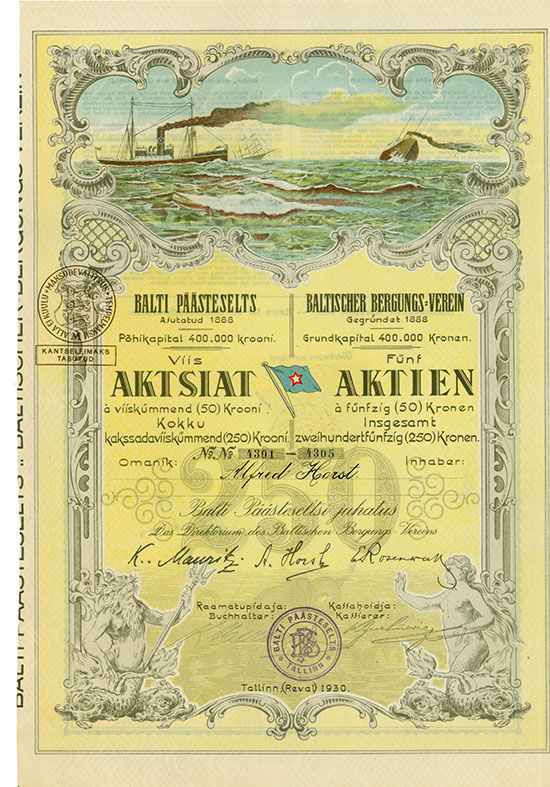 BALTI PÄÄSTESELTS
Asutatud 1888
Põhikapital 400.000 krooni.
Viis
AKTSIAT
à viiskümmend (50) Krooni
Kokku
kakssadaviiskümmend (250) Krooni.
BALTISCHER BERGUNGS-VEREIN
Gegründet 1888
Grundkapital 400.000 Kronen.
Fünf
AKTIEN
à fünfzig (50) Kronen
Insgesamt
zweihundertfünfzig (250) Kronen.
№ № 4301 — 4305
Omanik: Alfred Horst. Inhaber:
250
Balti Päästeseltsi juhatus
Das Direktorium des Baltischen Bergungs-Vereins
K. Mauritz A. Horst
Raamatupidaja:
Buchhalter:
Kassahoidja:
Kassierer:
BALTI PÄÄSTESELTS
TALLINN
Tallinn, (Reval) 1930.
KANTSELEIMAKS
TASUTUD
BALTI PÄÄSTESELTS